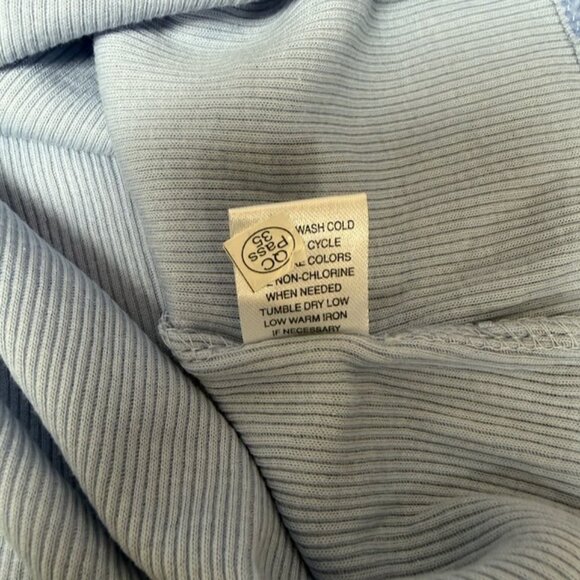 WASH COLD
CYCLE
COLORS
NON-CHLORINE
WHEN NEEDED
TUMBLE DRY LOW
LOW WARM IRON
IF NECESSARY
QC
Pass
35